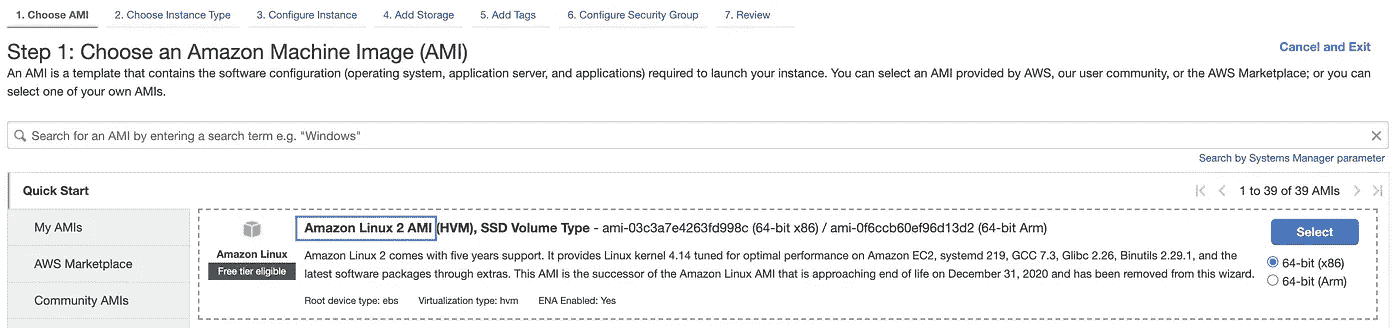 1. Choose AMI 2. Choose Instance Type 3. Configure Instance 4. Add Storage 5. Add Tags 6. Configure Security Group 7. Review
Step 1: Choose an Amazon Machine Image (AMI)
Cancel and Exit
An AMI is a template that contains the software configuration (operating system, application server, and applications) required to launch your instance. You can select an AMI provided by AWS, our user community, or the AWS Marketplace; or you can
select one of your own AMIs.
Search for an AMI by entering a search term e.g. "Windows"
Search by Systems Manager parameter
Quick Start
1 to 39 of 39 AMIs
My AMIs
AWS Marketplace
Community AMIs
Amazon Linux
Free tier eligible
Amazon Linux 2 AMI (HVM), SSD Volume Type - ami-03c3a7e4263fd998c (64-bit x86) / ami-0f6ccb60ef96d13d2 (64-bit Arm)
Amazon Linux 2 comes with five years support. It provides Linux kernel 4.14 tuned for optimal performance on Amazon EC2, systemd 219, GCC 7.3, Glibc 2.26, Binutils 2.29.1, and the
latest software packages through extras. This AMI is the successor of the Amazon Linux AMI that is approaching end of life on December 31, 2020 and has been removed from this wizard.
Root device type: ebs Virtualization type: hvm ENA Enabled: Yes
Select
64-bit (x86)
64-bit (Arm)